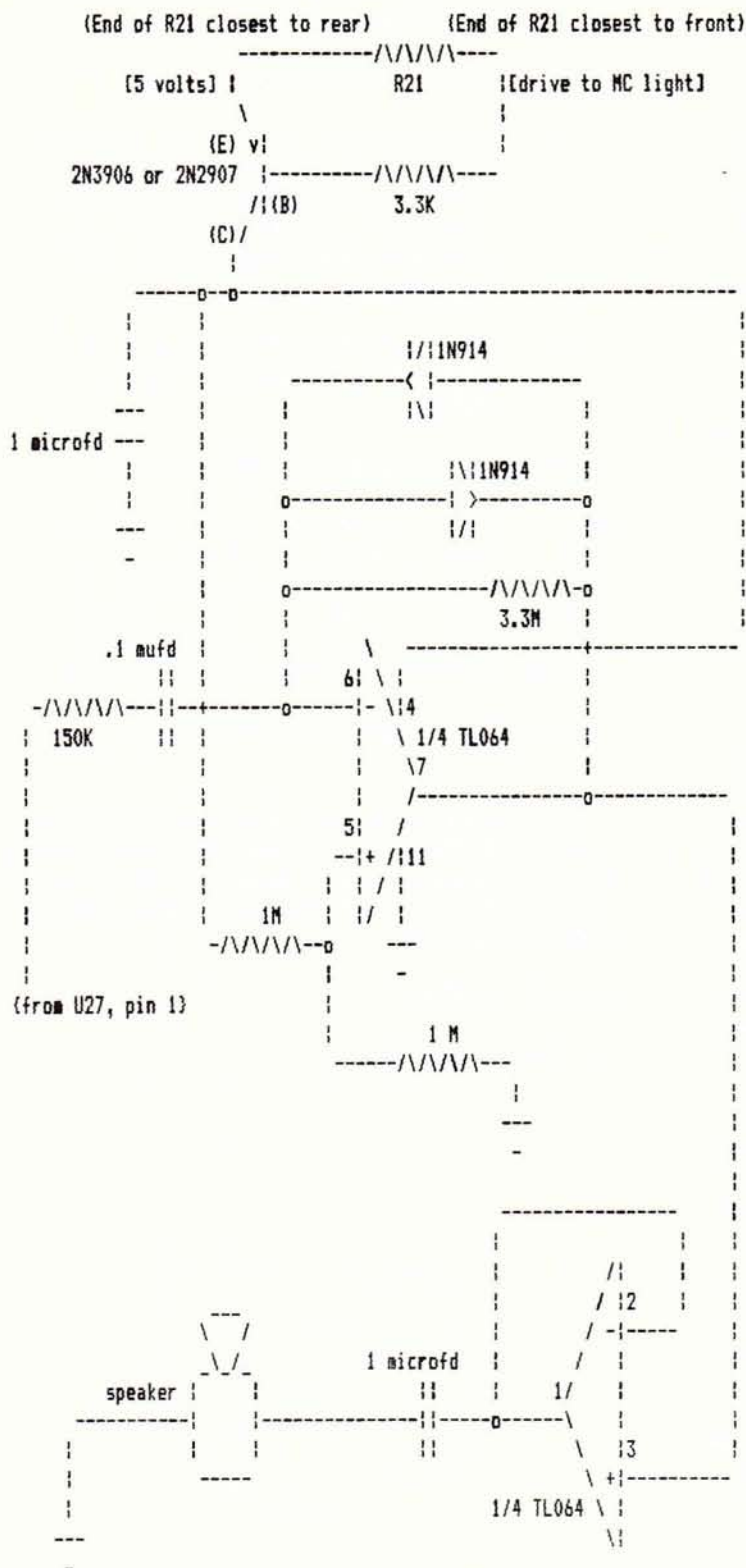 (End of R21 closest to rear) (End of R21 closest to front)
[5 volts] R21 [drive to MC light]
(E)
2N3906 or 2N2907
(B) 3.3K
(C)
1N914
1 microfd
1N914
3.3M
.1 mufd
6 -
4
150K 1/4 TL064
7
5
+ 11
1M
(from U27, pin 1)
1 M
2
-
1 microfd
speaker 1
3
+
1/4 TL064